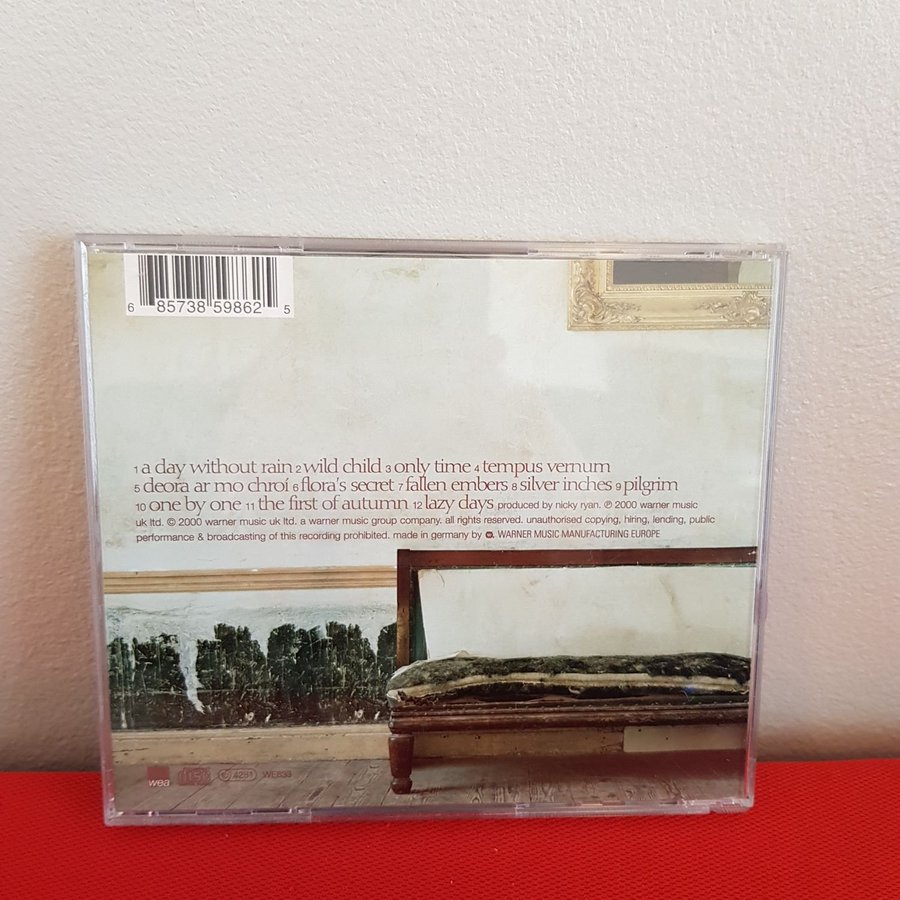 6 85738 59862 5
1 a day without rain 2 wild child 3 only time 4 tempus vernum
5 deora ar mo chroí 6 flora's secret 7 fallen embers 8 silver inches 9 pilgrim
10 one by one 11 the first of autumn 12 lazy days produced by nicky ryan. ℗ 2000 warner music
uk ltd. © 2000 warner music uk ltd. a warner music group company. all rights reserved. unauthorised copying, hiring, lending, public
performance & broadcasting of this recording prohibited. made in germany by WARNER MUSIC MANUFACTURING EUROPE
wea LC 4281 WE833